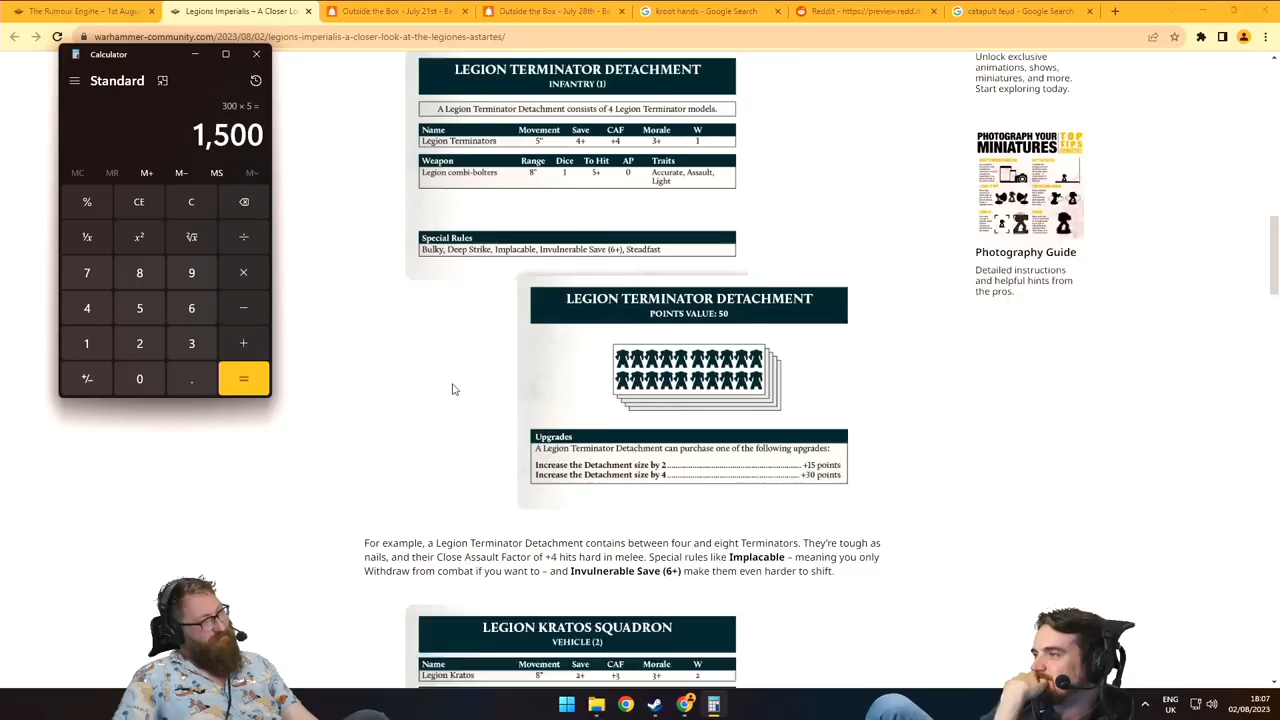 The Rumour Engine – 1st August
Legions Imperialis – A Closer Lo
Outside the Box - July 21st - B
Outside the Box - July 28th - B
kroot hands - Google Search
Reddit - https://preview.redd.it
catapult feud - Google Search
warhammer-community.com/2023/08/02/legions-imperialis-a-closer-look-at-the-legiones-astartes/
Calculator
Standard
300 × 5 =
1,500
MC MR M+ M− MS
% CE C
7 8 9 ×
5 6 −
1 2 3 +
+/− 0 . =
LEGION TERMINATOR DETACHMENT
INFANTRY (1)
A Legion Terminator Detachment consists of 4 Legion Terminator models.
Name Movement Save CAF Morale W
Legion Terminators 5" 4+ +4 3+ 1
Weapon Range Dice To Hit AP Traits
Legion combi-bolters 8" 1 5+ 0 Accurate, Assault,
Light
Special Rules
Bulky, Deep Strike, Implacable, Invulnerable Save (6+), Steadfast
LEGION TERMINATOR DETACHMENT
POINTS VALUE: 50
Upgrades
A Legion Terminator Detachment can purchase one of the following upgrades:
Increase the Detachment size by 2 +15 points
Increase the Detachment size by 4 +30 points
For example, a Legion Terminator Detachment contains between four and eight Terminators. They're tough as
nails, and their Close Assault Factor of +4 hits hard in melee. Special rules like Implacable – meaning you only
Withdraw from combat if you want to – and Invulnerable Save (6+) make them even harder to shift.
LEGION KRATOS SQUADRON
VEHICLE (2)
Name Movement Save CAF Morale W
Legion Kratos 8" 2+ +3 3+ 2
Unlock exclusive
animations, shows,
miniatures, and more.
Start exploring today.
PHOTOGRAPH YOUR
MINIATURES
TOP
TIPS
Photography Guide
Detailed instructions
and helpful hints from
the pros.
ENG
UK
18:07
02/08/2023